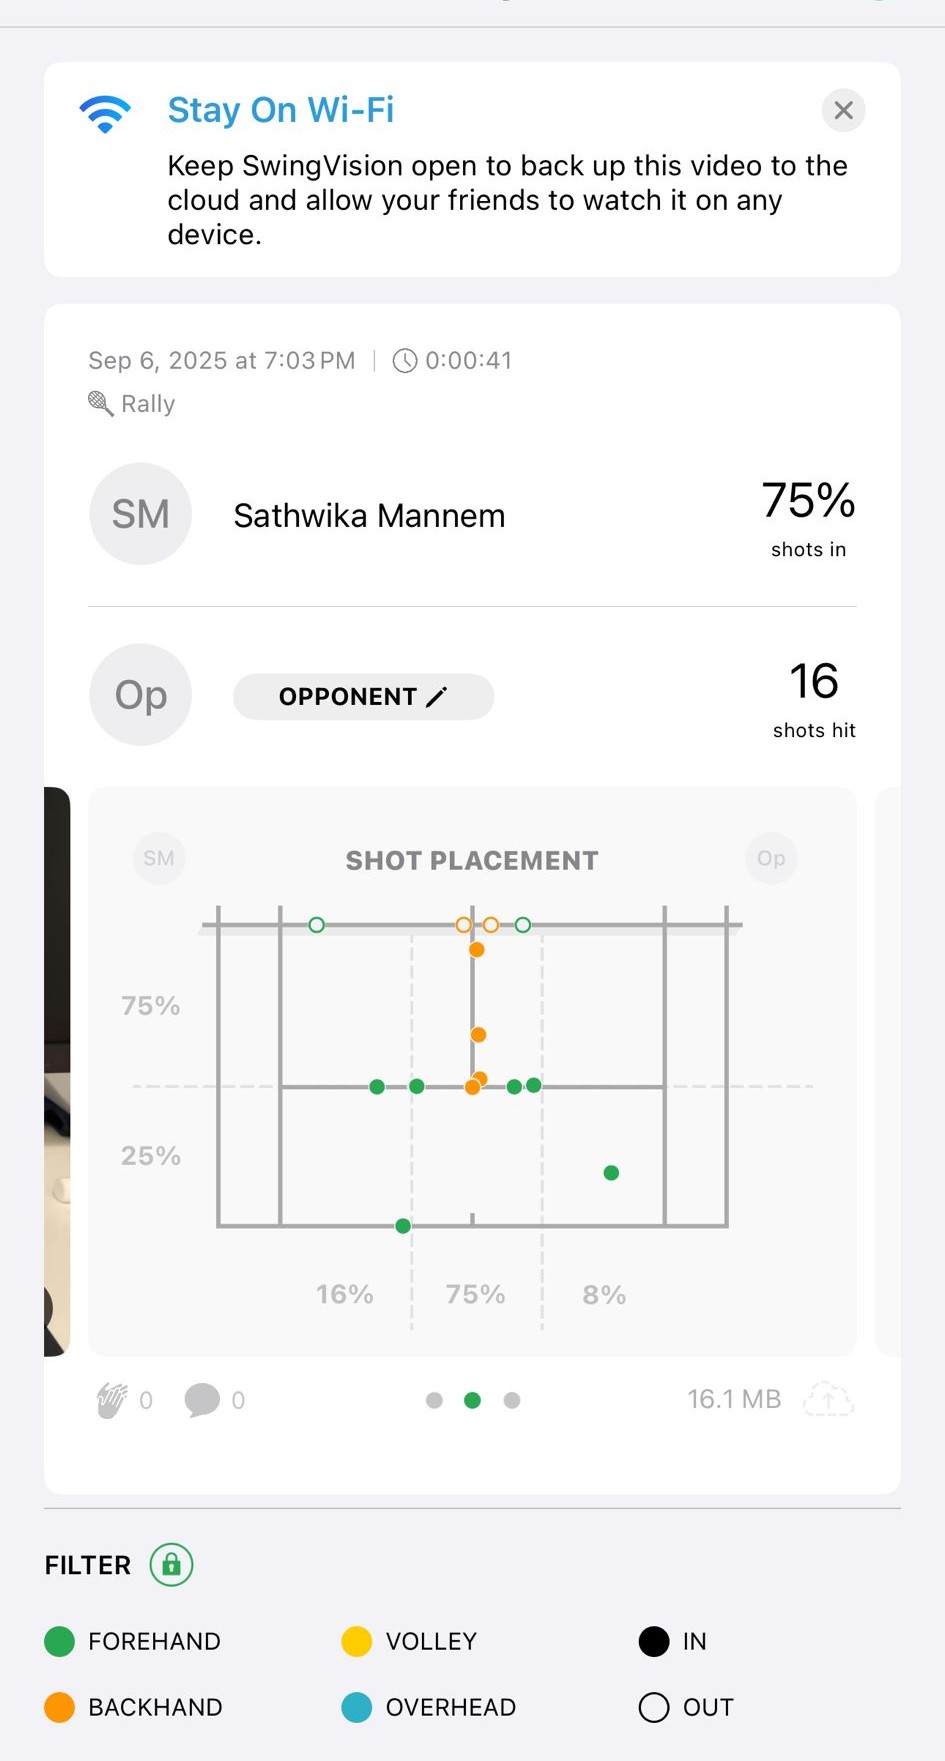 Stay On Wi-Fi
Keep SwingVision open to back up this video to the
cloud and allow your friends to watch it on any
device.
Sep 6, 2025 at 7:03 PM | 0:00:41
Rally
SM Sathwika Mannem 75%
shots in
Op OPPONENT 16
shots hit
SM SHOT PLACEMENT Op
75%
25%
16% 75% 8%
0 0 16.1 MB
FILTER
FOREHAND VOLLEY IN
BACKHAND OVERHEAD OUT